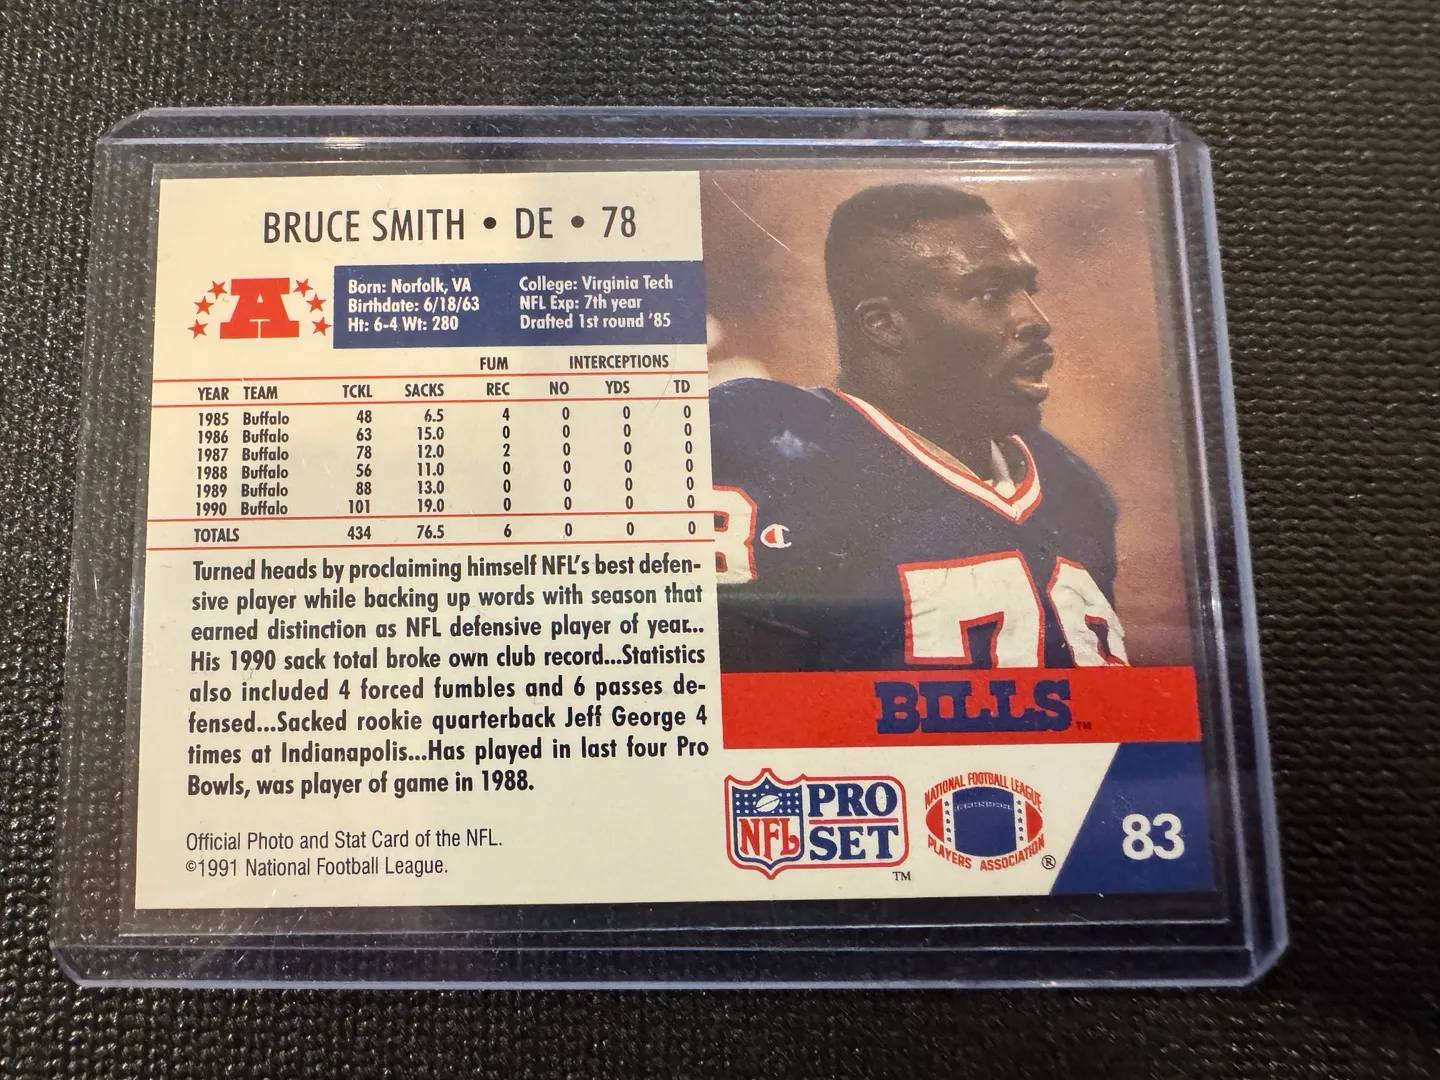 BRUCE SMITH • DE • 78
A
Born: Norfolk, VA
Birthdate: 6/18/63
Ht: 6-4 Wt: 280
College: Virginia Tech
NFL Exp: 7th year
Drafted 1st round '85
FUM INTERCEPTIONS
YEAR TEAM TCKL SACKS REC NO YDS TD
1985 Buffalo 48 6.5 4 0 0 0
1986 Buffalo 63 15.0 0 0 0 0
1987 Buffalo 78 12.0 2 0 0 0
1988 Buffalo 56 11.0 0 0 0 0
1989 Buffalo 88 13.0 0 0 0 0
1990 Buffalo 101 19.0 0 0 0 0
TOTALS 434 76.5 6 0 0 0
Turned heads by proclaiming himself NFL's best defen-
sive player while backing up words with season that
earned distinction as NFL defensive player of year...
His 1990 sack total broke own club record...Statistics
also included 4 forced fumbles and 6 passes de-
fensed...Sacked rookie quarterback Jeff George 4
times at Indianapolis...Has played in last four Pro
Bowls, was player of game in 1988.
Official Photo and Stat Card of the NFL.
©1991 National Football League.
8
C
78
BILLS™
NFL
PRO
SET™
NATIONAL FOOTBALL LEAGUE
PLAYERS ASSOCIATION®
83